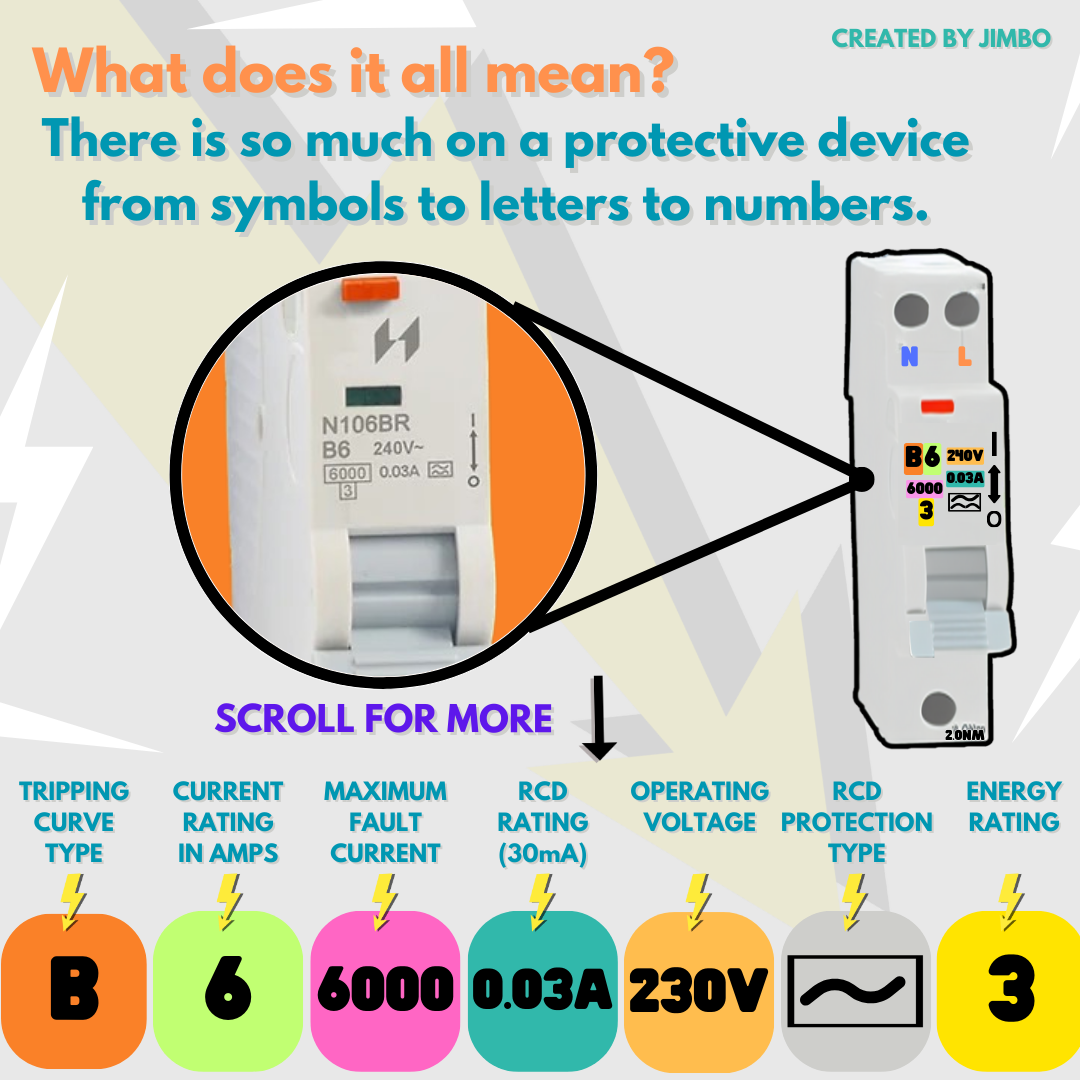 CREATED BY JIMBO
What does it all mean?
There is so much on a protective device
from symbols to letters to numbers.
N106BR
B6 240V~
6000 0.03A
3
I
O
N L
B6 240V
6000 0.03A
3
I
O
2.0NM
SCROLL FOR MORE
TRIPPING
CURVE
TYPE
CURRENT
RATING
IN AMPS
MAXIMUM
FAULT
CURRENT
RCD
RATING
(30mA)
OPERATING
VOLTAGE
RCD
PROTECTION
TYPE
ENERGY
RATING
B
6
6000
0.03A
230V
3